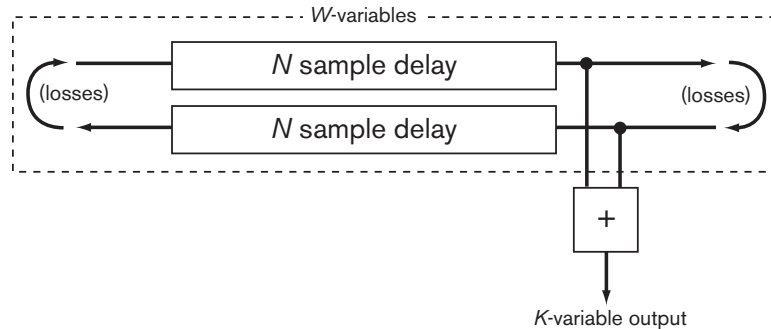 W-variables
N sample delay
(losses)
(losses)
N sample delay
+
K-variable output